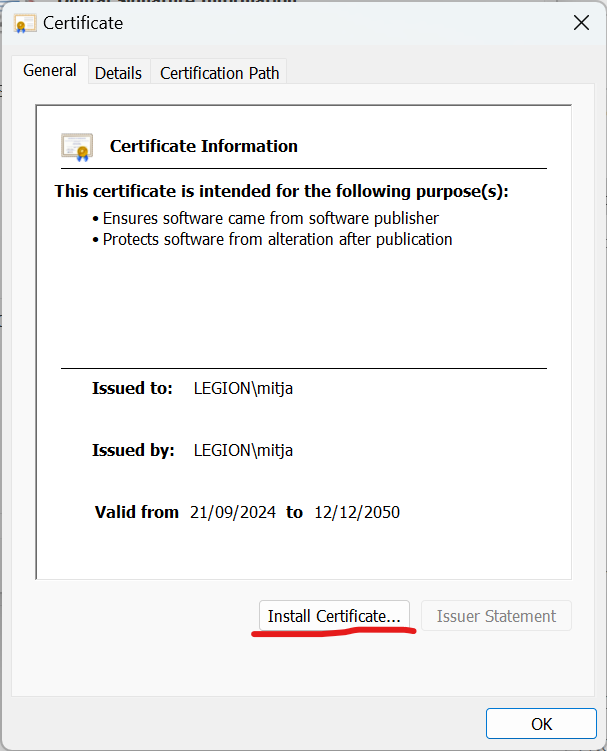 Certificate
General
Details
Certification Path
Certificate Information
This certificate is intended for the following purpose(s):
• Ensures software came from software publisher
• Protects software from alteration after publication
Issued to: LEGION\mitja
Issued by: LEGION\mitja
Valid from 21/09/2024 to 12/12/2050
Install Certificate...
Issuer Statement
OK